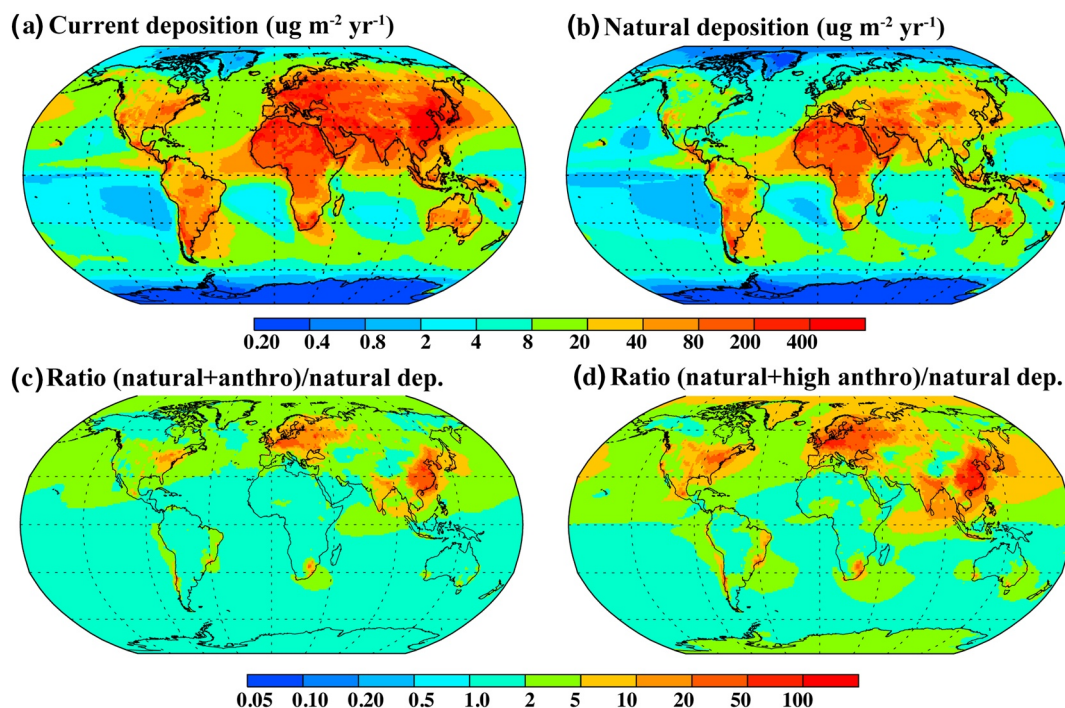 (a) Current deposition (ug m⁻² yr⁻¹)
(b) Natural deposition (ug m⁻² yr⁻¹)
0.20 0.4 0.8 2 4 8 20 40 80 200 400
(c) Ratio (natural+anthro)/natural dep.
(d) Ratio (natural+high anthro)/natural dep.
0.05 0.10 0.20 0.5 1.0 2 5 10 20 50 100